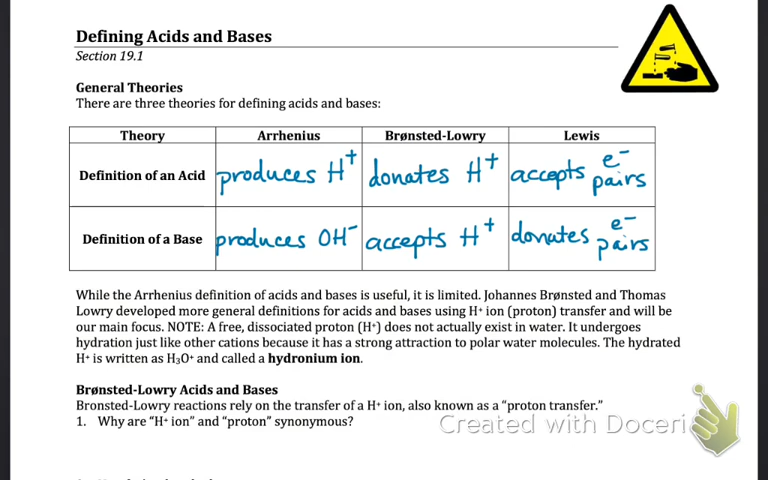 Defining Acids and Bases
Section 19.1
General Theories
There are three theories for defining acids and bases:
Theory Arrhenius Brønsted-Lowry Lewis
Definition of an Acid produces H⁺ donates H⁺ accepts e⁻ pairs
Definition of a Base produces OH⁻ accepts H⁺ donates e⁻ pairs
While the Arrhenius definition of acids and bases is useful, it is limited. Johannes Brønsted and Thomas
Lowry developed more general definitions for acids and bases using H⁺ ion (proton) transfer and will be
our main focus. NOTE: A free, dissociated proton (H⁺) does not actually exist in water. It undergoes
hydration just like other cations because it has a strong attraction to polar water molecules. The hydrated
H⁺ is written as H₃O⁺ and called a hydronium ion.
Brønsted-Lowry Acids and Bases
Bronsted-Lowry reactions rely on the transfer of a H⁺ ion, also known as a “proton transfer.”
1. Why are “H⁺ ion” and “proton” synonymous?
Created with Doceri